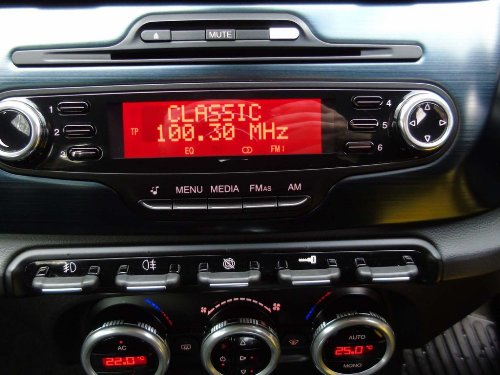 MUTE
CLASSIC
TP 100.30 MHz
EQ FM1
1 4
2
3 6
MENU MEDIA FMAS AM
AC AUTO
22.0 25.0
MONO